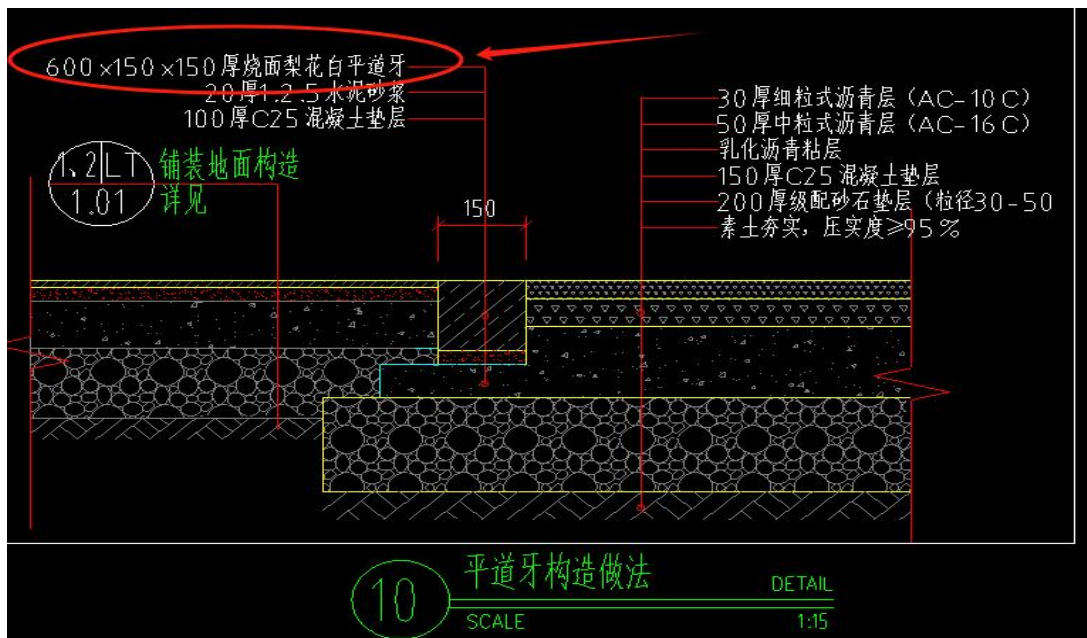 600×150×150厚烧面梨花白平道牙
20厚1:2.5水泥砂浆
100厚C25混凝土垫层
1、2 LT
1.01
铺装地面构造
详见
150
30厚细粒式沥青层（AC-10C）
50厚中粒式沥青层（AC-16C）
乳化沥青粘层
150厚C25混凝土垫层
200厚级配砂石垫层（粒径30-50
素土夯实，压实度≥95%
10
平道牙构造做法
DETAIL
SCALE
1:15